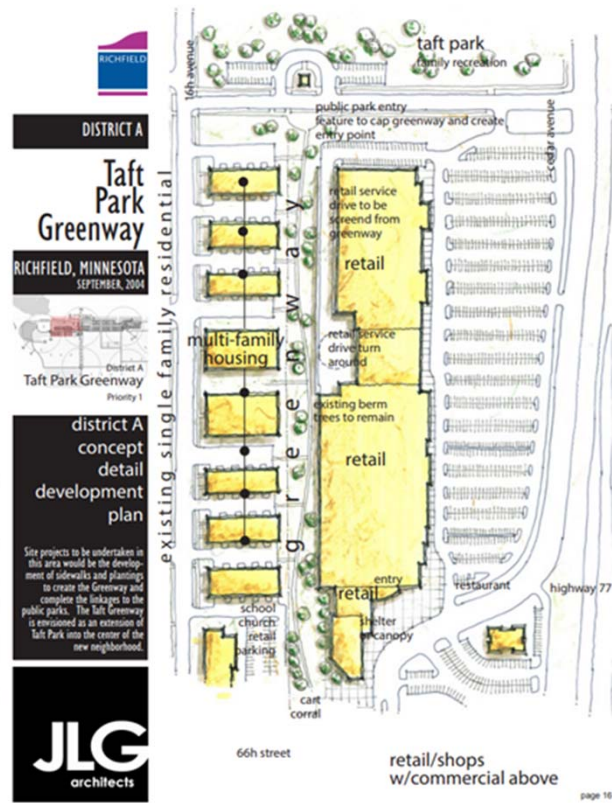 RICHFIELD
DISTRICT A
Taft
Park
Greenway
RICHFIELD, MINNESOTA
SEPTEMBER, 2004
District A
Taft Park Greenway
Priority 1
district A
concept
detail
development
plan
Site projects to be undertaken in
this area would be the develop-
ment of sidewalks and plantings
to create the Greenway and
complete the linkages to the
public parks. The Taft Greenway
is envisioned as an extension of
Taft Park into the center of the
new neighborhood.
JLG
architects
16h avenue
taft park
family recreation
public park entry
feature to cap greenway and create
entry point
cedar avenue
existing single family residential
greenway
retail service
drive to be
screend from
greenway
retail
multi-family
housing
retail service
drive turn
around
existing berm
trees to remain
retail
entry
retail
restaurant
highway 77
school
church
retail
parking
shelter
or canopy
cart
corral
66h street
retail/shops
w/commercial above
page 16